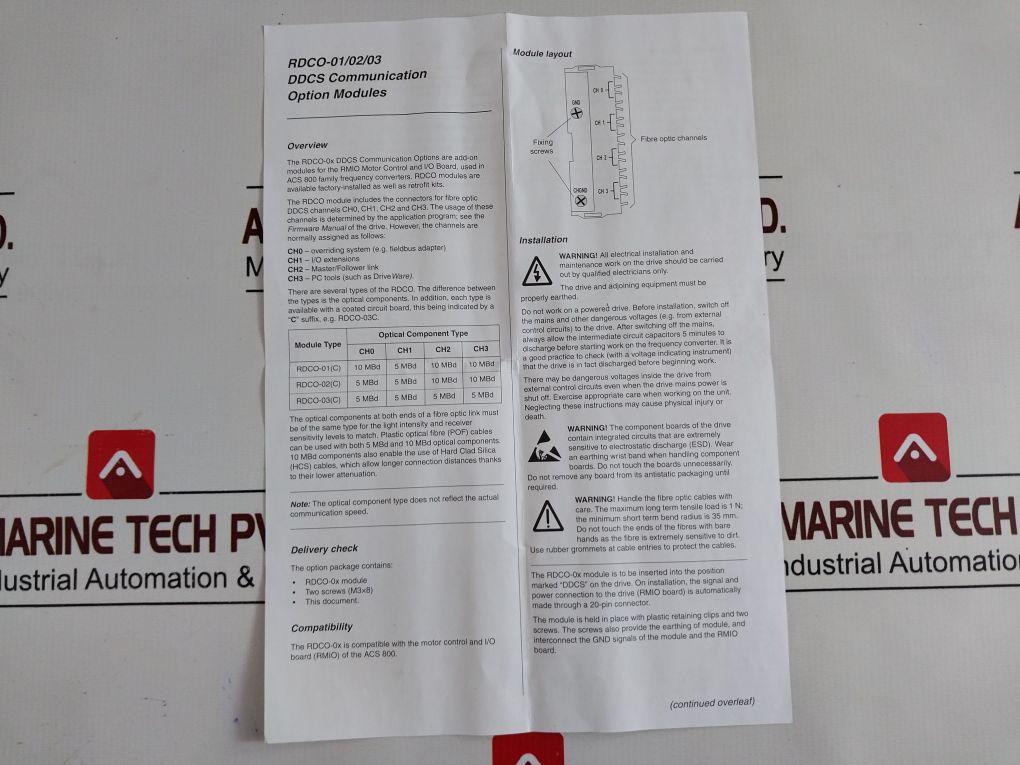 RDCO-01/02/03
DDCS Communication
Option Modules
Overview
The RDCO-0x DDCS Communication Options are add-on
modules for the RMIO Motor Control and I/O Board, used in
ACS 800 family frequency converters. RDCO modules are
available factory-installed as well as retrofit kits.
The RDCO module includes the connectors for fibre optic
DDCS channels CH0, CH1, CH2 and CH3. The usage of these
channels is determined by the application program; see the
Firmware Manual of the drive. However, the channels are
normally assigned as follows:
CH0 – overriding system (e.g. fieldbus adapter)
CH1 – I/O extensions
CH2 – Master/Follower link
CH3 – PC tools (such as DriveWare).
There are several types of the RDCO. The difference between
the types is the optical components. In addition, each type is
available with a coated circuit board, this being indicated by a
“C” suffix, e.g. RDCO-03C.
Module Type Optical Component Type
CH0 CH1 CH2 CH3
RDCO-01(C) 10 MBd 5 MBd 10 MBd 10 MBd
RDCO-02(C) 5 MBd 5 MBd 10 MBd 10 MBd
RDCO-03(C) 5 MBd 5 MBd 5 MBd 5 MBd
The optical components at both ends of a fibre optic link must
be of the same type for the light intensity and receiver
sensitivity levels to match. Plastic optical fibre (POF) cables
can be used with both 5 MBd and 10 MBd optical components.
10 MBd components also enable the use of Hard Clad Silica
(HCS) cables, which allow longer connection distances thanks
to their lower attenuation.
Note: The optical component type does not reflect the actual
communication speed.
Delivery check
The option package contains:
• RDCO-0x module
• Two screws (M3x8)
• This document.
Compatibility
The RDCO-0x is compatible with the motor control and I/O
board (RMIO) of the ACS 800.
Module layout
GND
CHGND
CH 0
CH 1
CH 2
CH 3
Fixing
screws
Fibre optic channels
Installation
WARNING! All electrical installation and
maintenance work on the drive should be carried
out by qualified electricians only.
The drive and adjoining equipment must be
properly earthed.
Do not work on a powered drive. Before installation, switch off
the mains and other dangerous voltages (e.g. from external
control circuits) to the drive. After switching off the mains,
always allow the intermediate circuit capacitors 5 minutes to
discharge before starting work on the frequency converter. It is
a good practice to check (with a voltage indicating instrument)
that the drive is in fact discharged before beginning work.
There may be dangerous voltages inside the drive from
external control circuits even when the drive mains power is
shut off. Exercise appropriate care when working on the unit.
Neglecting these instructions may cause physical injury or
death.
WARNING! The component boards of the drive
contain integrated circuits that are extremely
sensitive to electrostatic discharge (ESD). Wear
an earthing wrist band when handling component
boards. Do not touch the boards unnecessarily.
Do not remove any board from its antistatic packaging until
required.
WARNING! Handle the fibre optic cables with
care. The maximum long term tensile load is 1 N;
the minimum short term bend radius is 35 mm.
Do not touch the ends of the fibres with bare
hands as the fibre is extremely sensitive to dirt.
Use rubber grommets at cable entries to protect the cables.
The RDCO-0x module is to be inserted into the position
marked “DDCS” on the drive. On installation, the signal and
power connection to the drive (RMIO board) is automatically
made through a 20-pin connector.
The module is held in place with plastic retaining clips and two
screws. The screws also provide the earthing of module, and
interconnect the GND signals of the module and the RMIO
board.
(continued overleaf)
D.
y
A
M
D.
ry
A
M
IARINE TECH PV
dustrial Automation &
MARINE TECH
ndustrial Automation